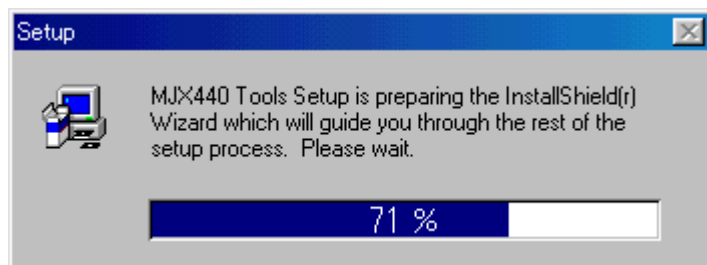 Setup
MJX440 Tools Setup is preparing the InstallShield(r)
Wizard which will guide you through the rest of the
setup process.  Please wait.
71 %